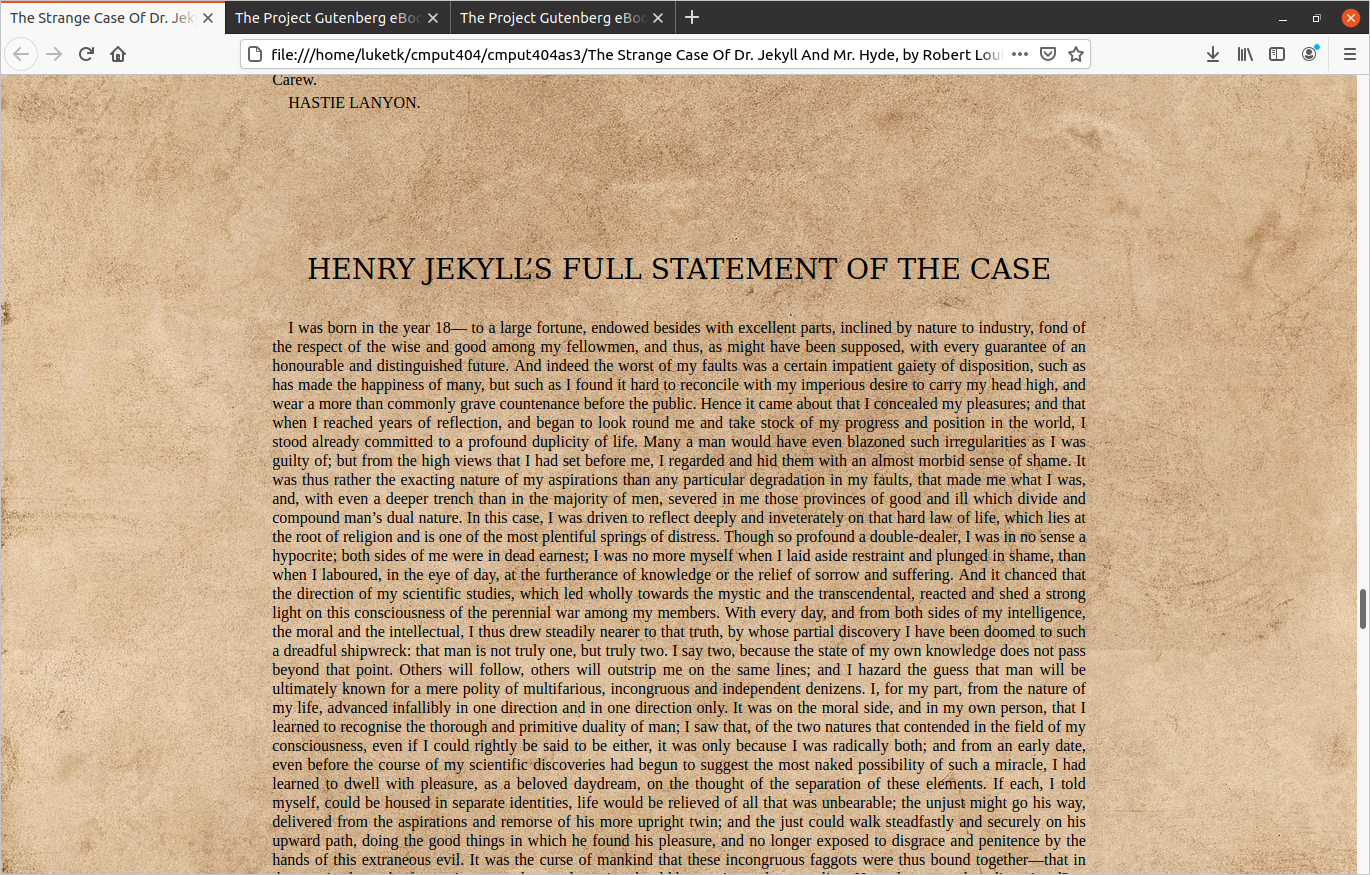 The Strange Case Of Dr. Jek
The Project Gutenberg eBoo
The Project Gutenberg eBoo
file:///home/luketk/cmput404/cmput404as3/The Strange Case Of Dr. Jekyll And Mr. Hyde, by Robert Loui
Carew.
HASTIE LANYON.
HENRY JEKYLL’S FULL STATEMENT OF THE CASE
I was born in the year 18— to a large fortune, endowed besides with excellent parts, inclined by nature to industry, fond of
the respect of the wise and good among my fellowmen, and thus, as might have been supposed, with every guarantee of an
honourable and distinguished future. And indeed the worst of my faults was a certain impatient gaiety of disposition, such as
has made the happiness of many, but such as I found it hard to reconcile with my imperious desire to carry my head high, and
wear a more than commonly grave countenance before the public. Hence it came about that I concealed my pleasures; and that
when I reached years of reflection, and began to look round me and take stock of my progress and position in the world, I
stood already committed to a profound duplicity of life. Many a man would have even blazoned such irregularities as I was
guilty of; but from the high views that I had set before me, I regarded and hid them with an almost morbid sense of shame. It
was thus rather the exacting nature of my aspirations than any particular degradation in my faults, that made me what I was,
and, with even a deeper trench than in the majority of men, severed in me those provinces of good and ill which divide and
compound man’s dual nature. In this case, I was driven to reflect deeply and inveterately on that hard law of life, which lies at
the root of religion and is one of the most plentiful springs of distress. Though so profound a double-dealer, I was in no sense a
hypocrite; both sides of me were in dead earnest; I was no more myself when I laid aside restraint and plunged in shame, than
when I laboured, in the eye of day, at the furtherance of knowledge or the relief of sorrow and suffering. And it chanced that
the direction of my scientific studies, which led wholly towards the mystic and the transcendental, reacted and shed a strong
light on this consciousness of the perennial war among my members. With every day, and from both sides of my intelligence,
the moral and the intellectual, I thus drew steadily nearer to that truth, by whose partial discovery I have been doomed to such
a dreadful shipwreck: that man is not truly one, but truly two. I say two, because the state of my own knowledge does not pass
beyond that point. Others will follow, others will outstrip me on the same lines; and I hazard the guess that man will be
ultimately known for a mere polity of multifarious, incongruous and independent denizens. I, for my part, from the nature of
my life, advanced infallibly in one direction and in one direction only. It was on the moral side, and in my own person, that I
learned to recognise the thorough and primitive duality of man; I saw that, of the two natures that contended in the field of my
consciousness, even if I could rightly be said to be either, it was only because I was radically both; and from an early date,
even before the course of my scientific discoveries had begun to suggest the most naked possibility of such a miracle, I had
learned to dwell with pleasure, as a beloved daydream, on the thought of the separation of these elements. If each, I told
myself, could be housed in separate identities, life would be relieved of all that was unbearable; the unjust might go his way,
delivered from the aspirations and remorse of his more upright twin; and the just could walk steadfastly and securely on his
upward path, doing the good things in which he found his pleasure, and no longer exposed to disgrace and penitence by the
hands of this extraneous evil. It was the curse of mankind that these incongruous faggots were thus bound together—that in